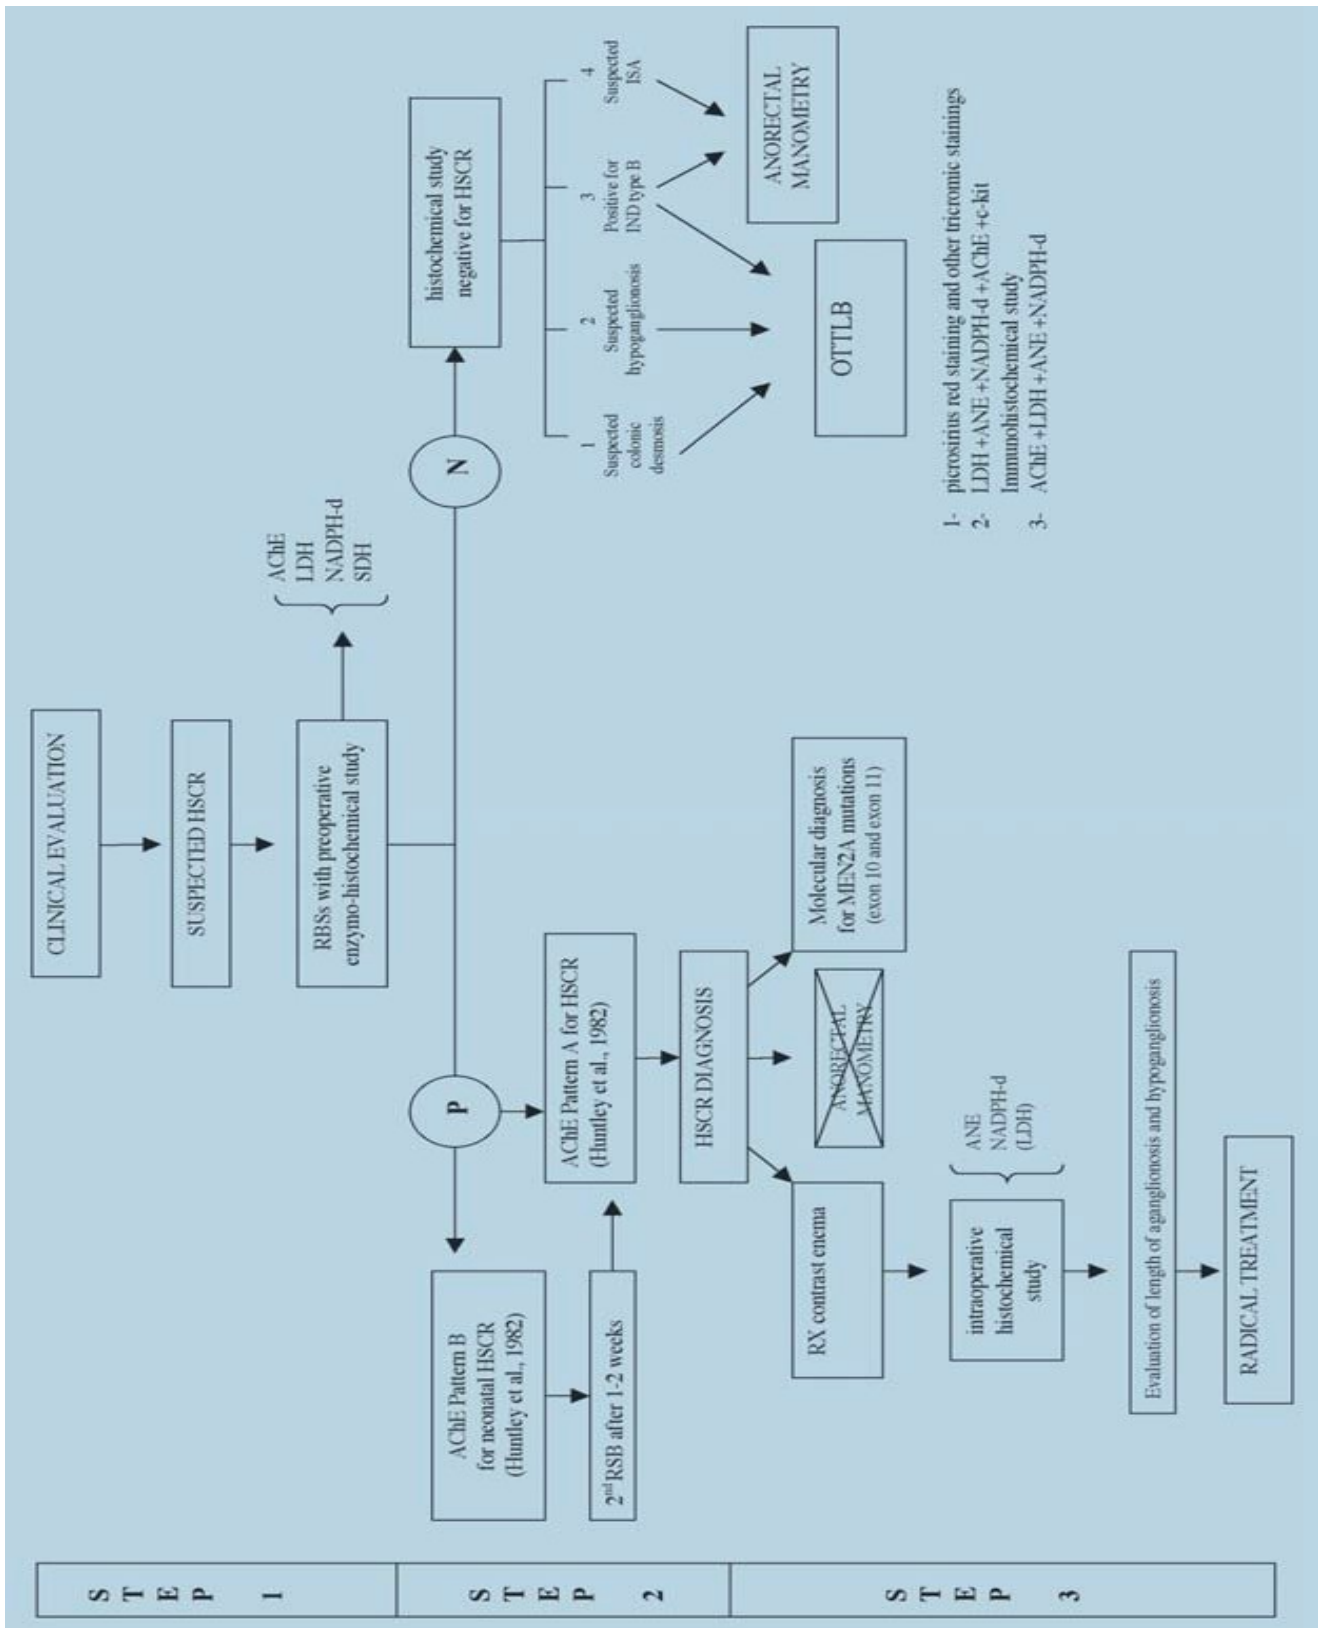 STEP 1
CLINICAL EVALUATION
SUSPECTED HSCR
RBSs with preoperative
enzymo-histochemical study
AChE
LDH
NADPH-d
SDH
STEP 2
P
N
AChE Pattern B
for neonatal HSCR
(Huntley et al., 1982)
2nd RSB after 1-2 weeks
AChE Pattern A for HSCR
(Huntley et al., 1982)
HSCR DIAGNOSIS
histochemical study
negative for HSCR
1
Suspected
colonic
desmosis
2
Suspected
hypoganglionosis
3
Positive for
IND type B
4
Suspected
ISA
STEP 3
RX contrast enema
ANORECTAL
MANOMETRY
Molecular diagnosis
for MEN2A mutations
(exon 10 and exon 11)
OTTLB
ANORECTAL
MANOMETRY
intraoperative
histochemical
study
ANE
NADPH-d
(LDH)
Evaluation of length of aganglionosis and hypoganglionosis
RADICAL TREATMENT
1- picrosirius red staining and other tricromic stainings
2- LDH +ANE +NADPH-d +AChE +c-kit
Immunohistochemical study
3- AChE +LDH +ANE +NADPH-d